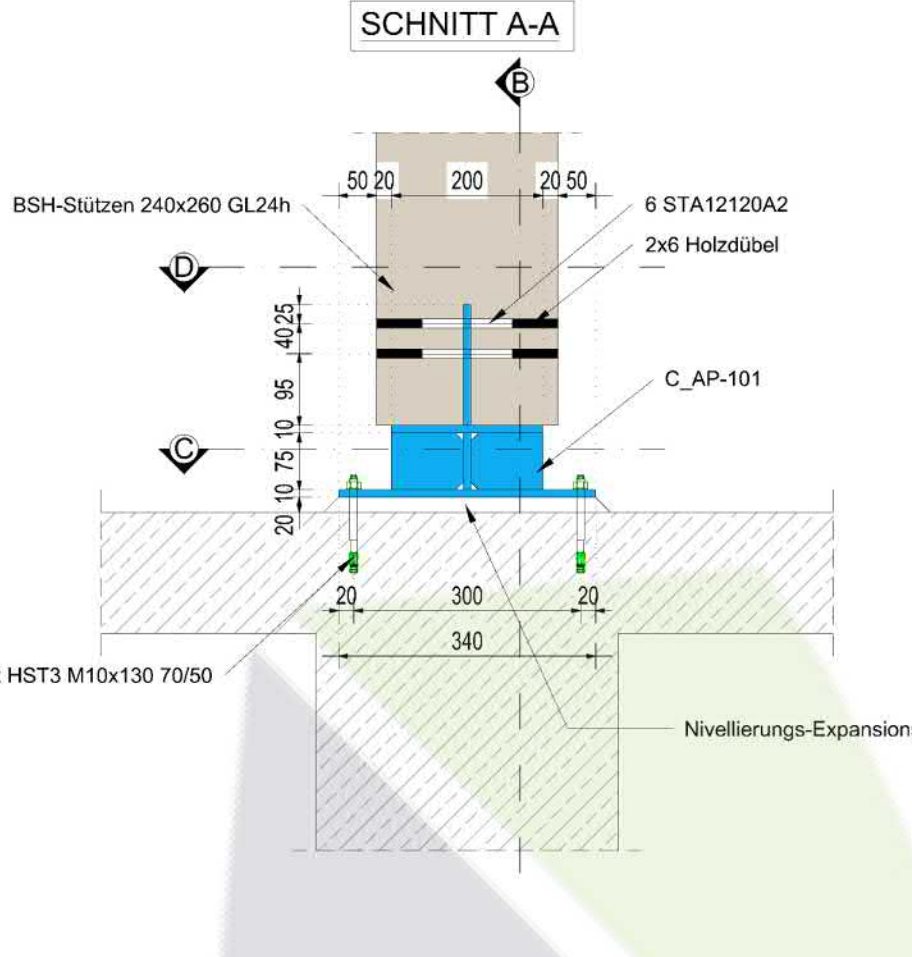 SCHNITT A-A
B
50 20 200 20 50
BSH-Stützen 240x260 GL24h
6 STA12120A2
2x6 Holzdübel
D
25
40
95
C_AP-101
10
C
75
10
20
20 300 20
340
HST3 M10x130 70/50
Nivellierungs-Expansions